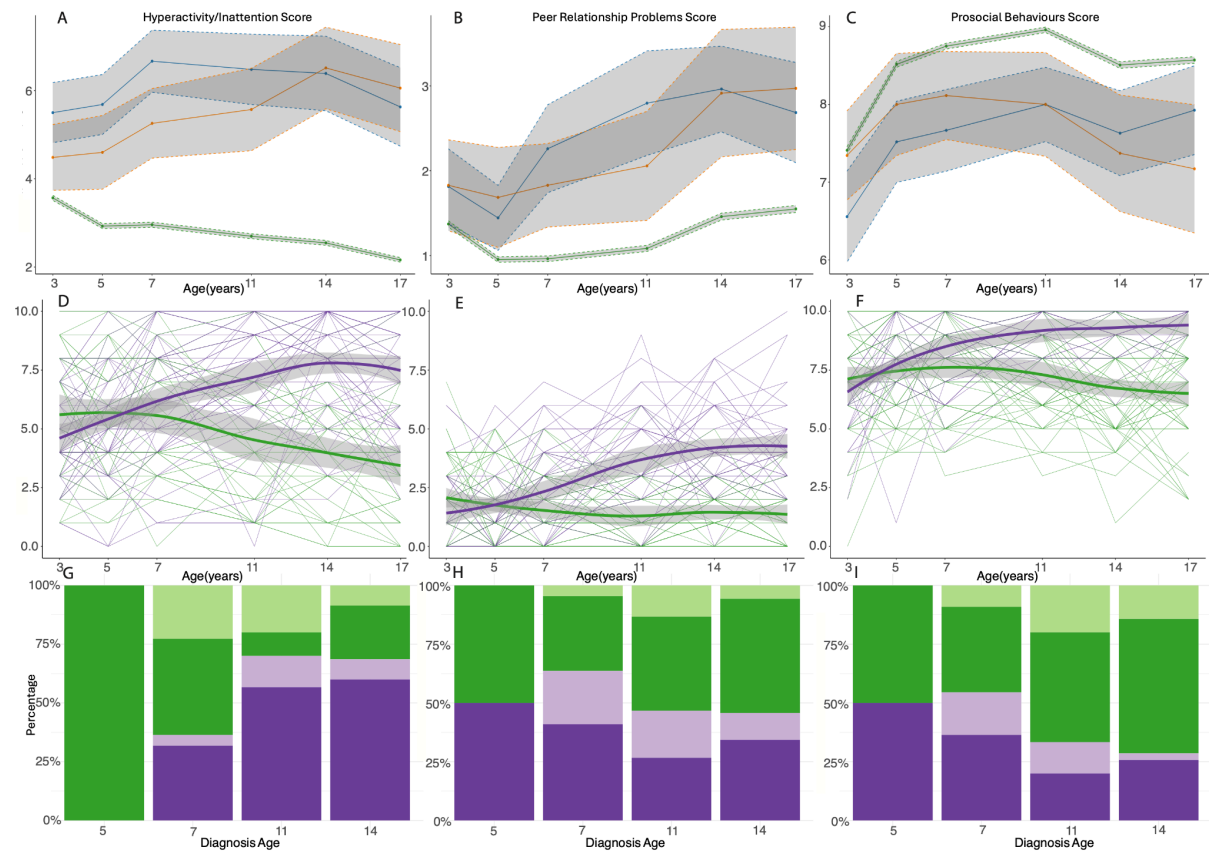 A Hyperactivity/Inattention Score
B Peer Relationship Problems Score
C Prosocial Behaviours Score
6
4
2
3
2
1
9
8
7
6
3 5 7 11 14 17
3 5 7 11 14 17
3 5 7 11 14 17
Age(years)
Age(years)
Age(years)
D
E
F
10.0
7.5
5.0
2.5
0.0
10.0
7.5
5.0
2.5
0.0
10.0
7.5
5.0
2.5
0.0
3 5 7 11 14 17
3 5 7 11 14 17
3 5 7 11 14 17
Age(years)
Age(years)
Age(years)
G
H
I
Percentage
100%
75%
50%
25%
0%
100%
75%
50%
25%
0%
100%
75%
50%
25%
0%
5 7 11 14
5 7 11 14
5 7 11 14
Diagnosis Age
Diagnosis Age
Diagnosis Age